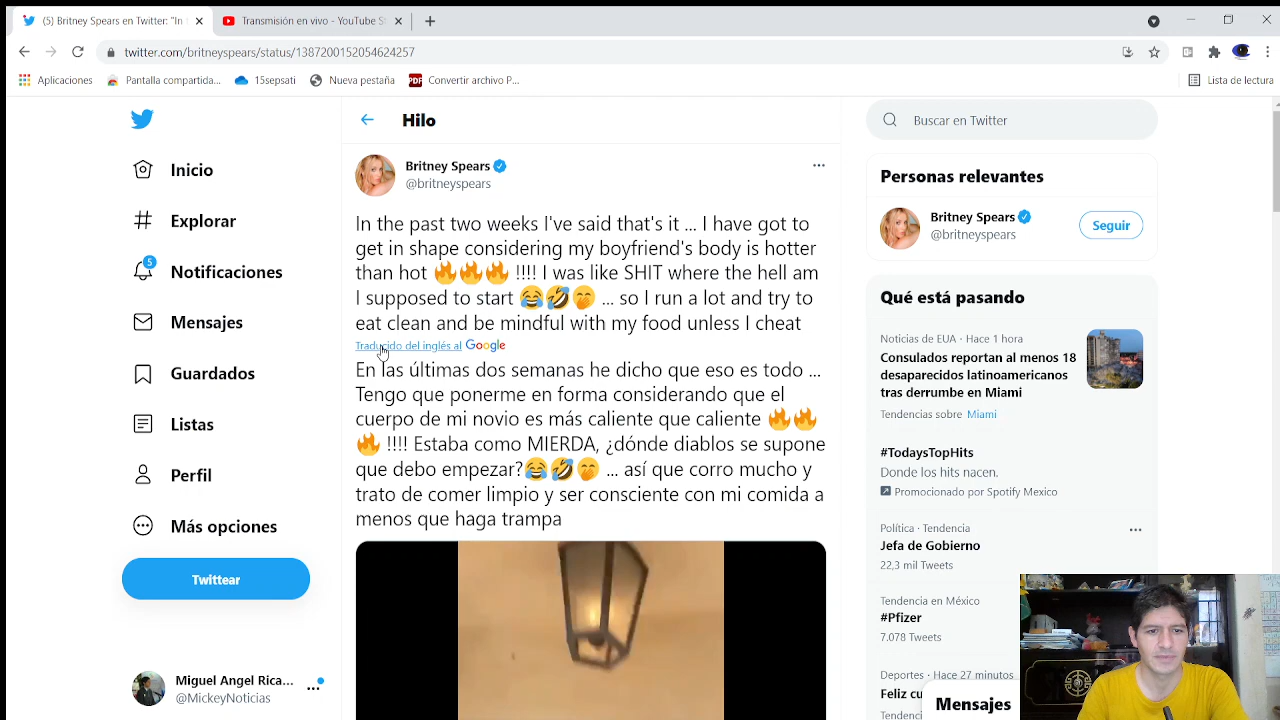 (5) Britney Spears en Twitter: "In
Transmisión en vivo - YouTube S
twitter.com/britneyspears/status/1387200152054624257
Aplicaciones
Pantalla compartida...
15sepsati
Nueva pestaña
PDF
Convertir archivo P...
Lista de lectura
Inicio
Explorar
5
Notificaciones
Mensajes
Guardados
Listas
Perfil
Más opciones
Twittear
Miguel Angel Rica...
@MickeyNoticias
Hilo
Britney Spears
@britneyspears
In the past two weeks I've said that's it ... I have got to
get in shape considering my boyfriend's body is hotter
than hot 🔥🔥🔥 !!!! I was like SHIT where the hell am
I supposed to start 😂🤣🤭 ... so I run a lot and try to
eat clean and be mindful with my food unless I cheat
Traducido del inglés al Google
En las últimas dos semanas he dicho que eso es todo ...
Tengo que ponerme en forma considerando que el
cuerpo de mi novio es más caliente que caliente 🔥🔥
🔥 !!!! Estaba como MIERDA, ¿dónde diablos se supone
que debo empezar?😂🤣🤭 ... así que corro mucho y
trato de comer limpio y ser consciente con mi comida a
menos que haga trampa
Buscar en Twitter
Personas relevantes
Britney Spears
@britneyspears
Seguir
Qué está pasando
Noticias de EUA · Hace 1 hora
Consulados reportan al menos 18
desaparecidos latinoamericanos
tras derrumbe en Miami
Tendencias sobre Miami
#TodaysTopHits
Donde los hits nacen.
Promocionado por Spotify Mexico
Política · Tendencia
Jefa de Gobierno
22,3 mil Tweets
Tendencia en México
#Pfizer
7.078 Tweets
Deportes · Hace 27 minutos
Feliz cu
Tendencia
Mensajes